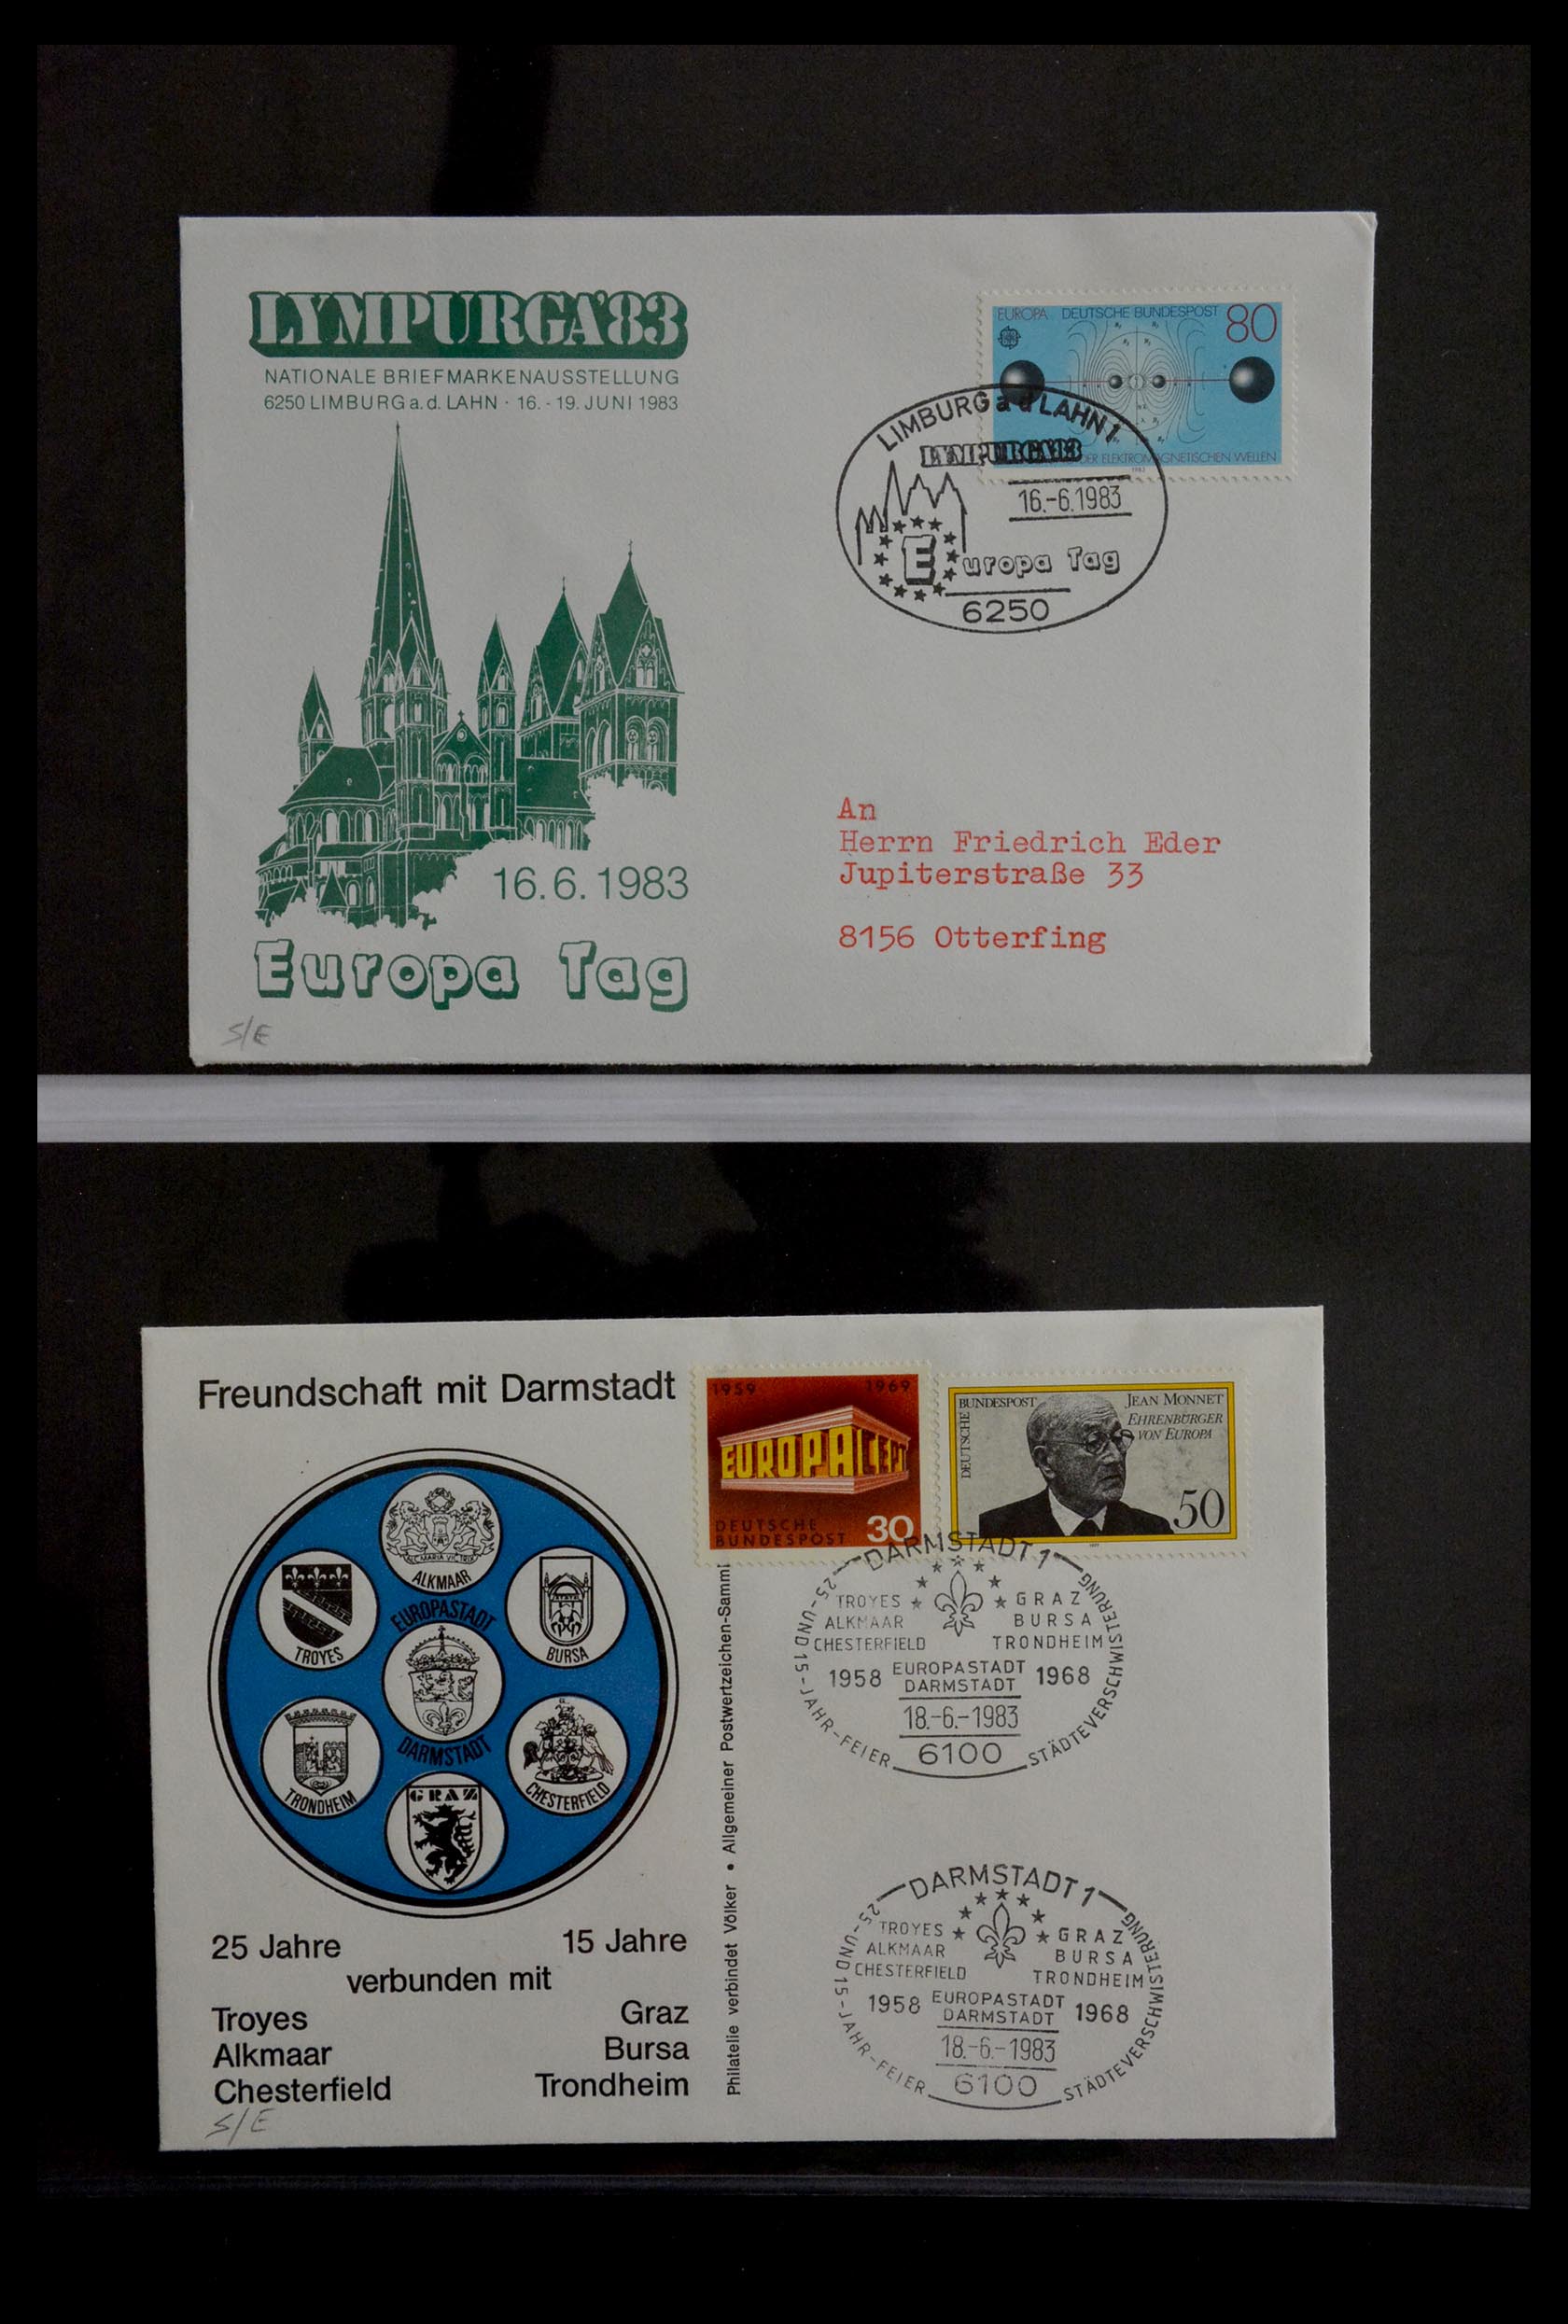 LYMPURGA'83
NATIONALE BRIEFMARKENAUSSTELLUNG
6250 LIMBURG a. d. LAHN · 16. - 19. JUNI 1983
16.6.1983
Europa Tag
S/E
EUROPA DEUTSCHE BUNDESPOST 80
DER ELEKTROMAGNETISCHEN WELLEN
1983
LIMBURG a d LAHN 1
LYMPURGA'83
16.-6.1983
Europa Tag
6250
An
Herrn Friedrich Eder
Jupiterstraße 33
8156 Otterfing
Freundschaft mit Darmstadt
ALKMAAR
TROYES
EUROPASTADT
BURSA
DARMSTADT
TRONDHEIM
CHESTERFIELD
GRAZ
25 Jahre
15 Jahre
verbunden mit
Troyes
Graz
Alkmaar
Bursa
Chesterfield
Trondheim
S/E
Philatelie verbindet Völker • Allgemeiner Postwertzeichen-Samml
1959 1969
EUROPA CEPT
DEUTSCHE
BUNDESPOST 30
DEUTSCHE
BUNDESPOST
JEAN MONNET
EHRENBÜRGER
VON EUROPA
50
DARMSTADT 1
25-UND 15-JAHR-FEIER
STÄDTEVERSCHWISTERUNG
TROYES GRAZ
ALKMAAR BURSA
CHESTERFIELD TRONDHEIM
1958 EUROPASTADT 1968
DARMSTADT
18.-6.-1983
6100
DARMSTADT 1
25-UND 15-JAHR-FEIER
STÄDTEVERSCHWISTERUNG
TROYES GRAZ
ALKMAAR BURSA
CHESTERFIELD TRONDHEIM
1958 EUROPASTADT 1968
DARMSTADT
18.-6.-1983
6100